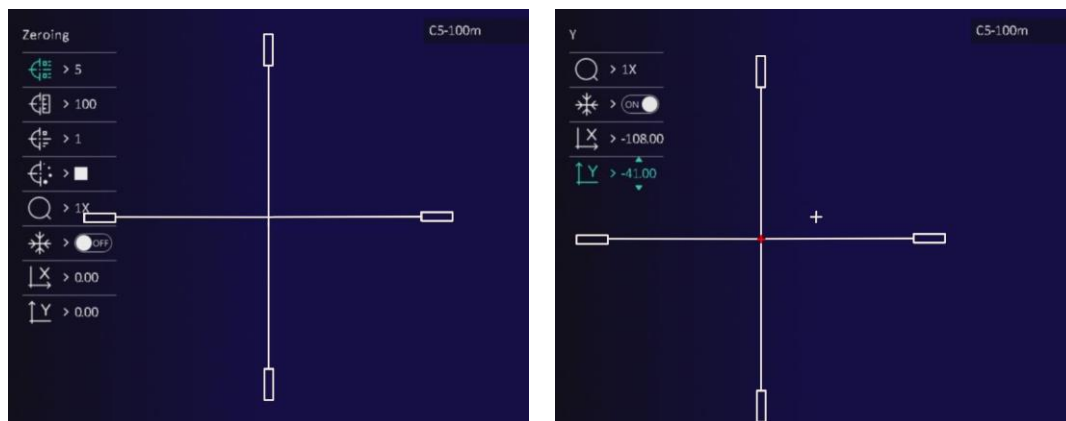 Zeroing
C5-100m
> 5
> 100
> 1
>
> 1X
> OFF
X > 0.00
Y > 0.00
Y
C5-100m
> 1X
> ON
X > -108.00
Y > -41.00